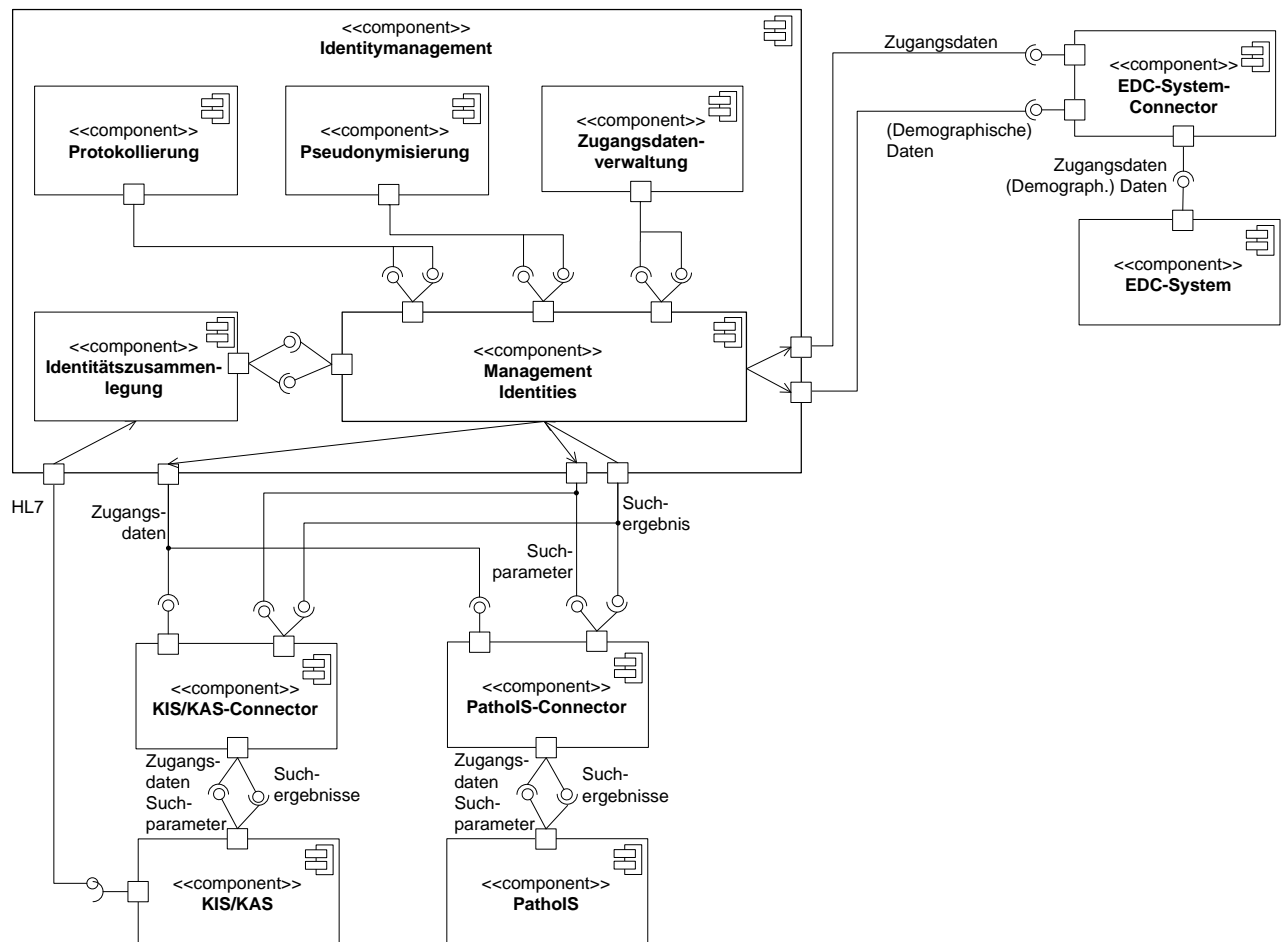 <<component>>
Identitymanagement
<<component>>
Protokollierung
<<component>>
Pseudonymisierung
<<component>>
Zugangsdaten-
verwaltung
<<component>>
Identitätszusammen-
legung
<<component>>
Management
Identities
Zugangsdaten
(Demographische)
Daten
<<component>>
EDC-System-
Connector
Zugangsdaten
(Demograph.) Daten
<<component>>
EDC-System
HL7
Zugangs-
daten
Such-
parameter
Such-
ergebnis
<<component>>
KIS/KAS-Connector
<<component>>
PathoIS-Connector
Zugangs-
daten
Such-
parameter
Such-
ergebnisse
Zugangs-
daten
Such-
parameter
Such-
ergebnisse
<<component>>
KIS/KAS
<<component>>
PathoIS